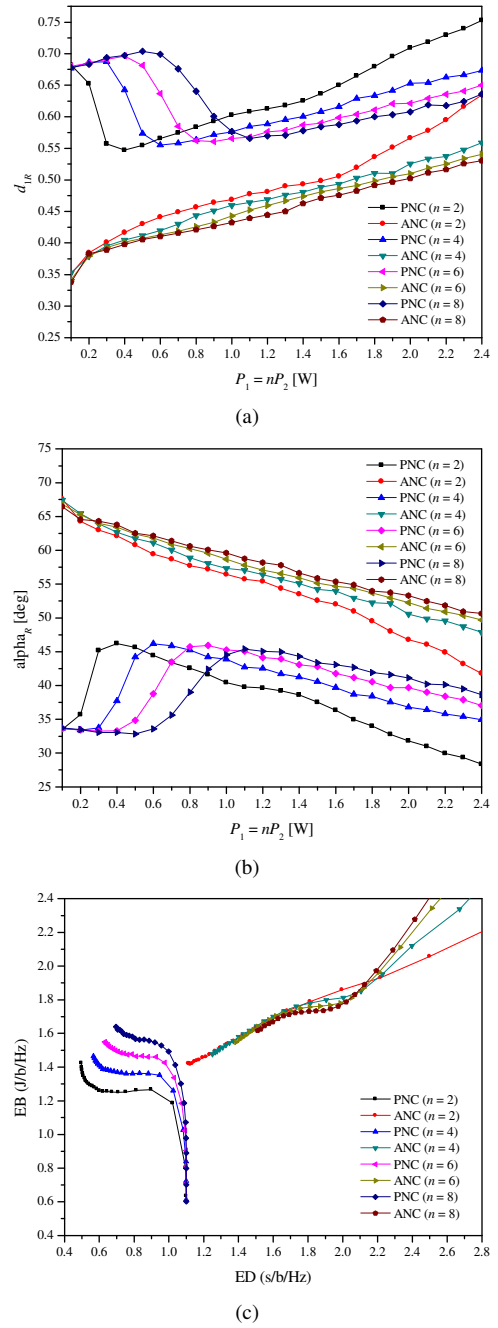 0.75
0.70
0.65
0.60
0.55
0.50
0.45
0.40
0.35
0.30
0.25
d1R
PNC (n = 2)
ANC (n = 2)
PNC (n = 4)
ANC (n = 4)
PNC (n = 6)
ANC (n = 6)
PNC (n = 8)
ANC (n = 8)
0.2 0.4 0.6 0.8 1.0 1.2 1.4 1.6 1.8 2.0 2.2 2.4
P1 = nP2 [W]
(a)
75
70
65
60
55
50
45
40
35
30
25
alphaR [deg]
PNC (n = 2)
ANC (n = 2)
PNC (n = 4)
ANC (n = 4)
PNC (n = 6)
ANC (n = 6)
PNC (n = 8)
ANC (n = 8)
0.2 0.4 0.6 0.8 1.0 1.2 1.4 1.6 1.8 2.0 2.2 2.4
P1 = nP2 [W]
(b)
2.4
2.2
2.0
1.8
1.6
1.4
1.2
1.0
0.8
0.6
0.4
EB (J/b/Hz)
PNC (n = 2)
ANC (n = 2)
PNC (n = 4)
ANC (n = 4)
PNC (n = 6)
ANC (n = 6)
PNC (n = 8)
ANC (n = 8)
0.4 0.6 0.8 1.0 1.2 1.4 1.6 1.8 2.0 2.2 2.4 2.6 2.8
ED (s/b/Hz)
(c)